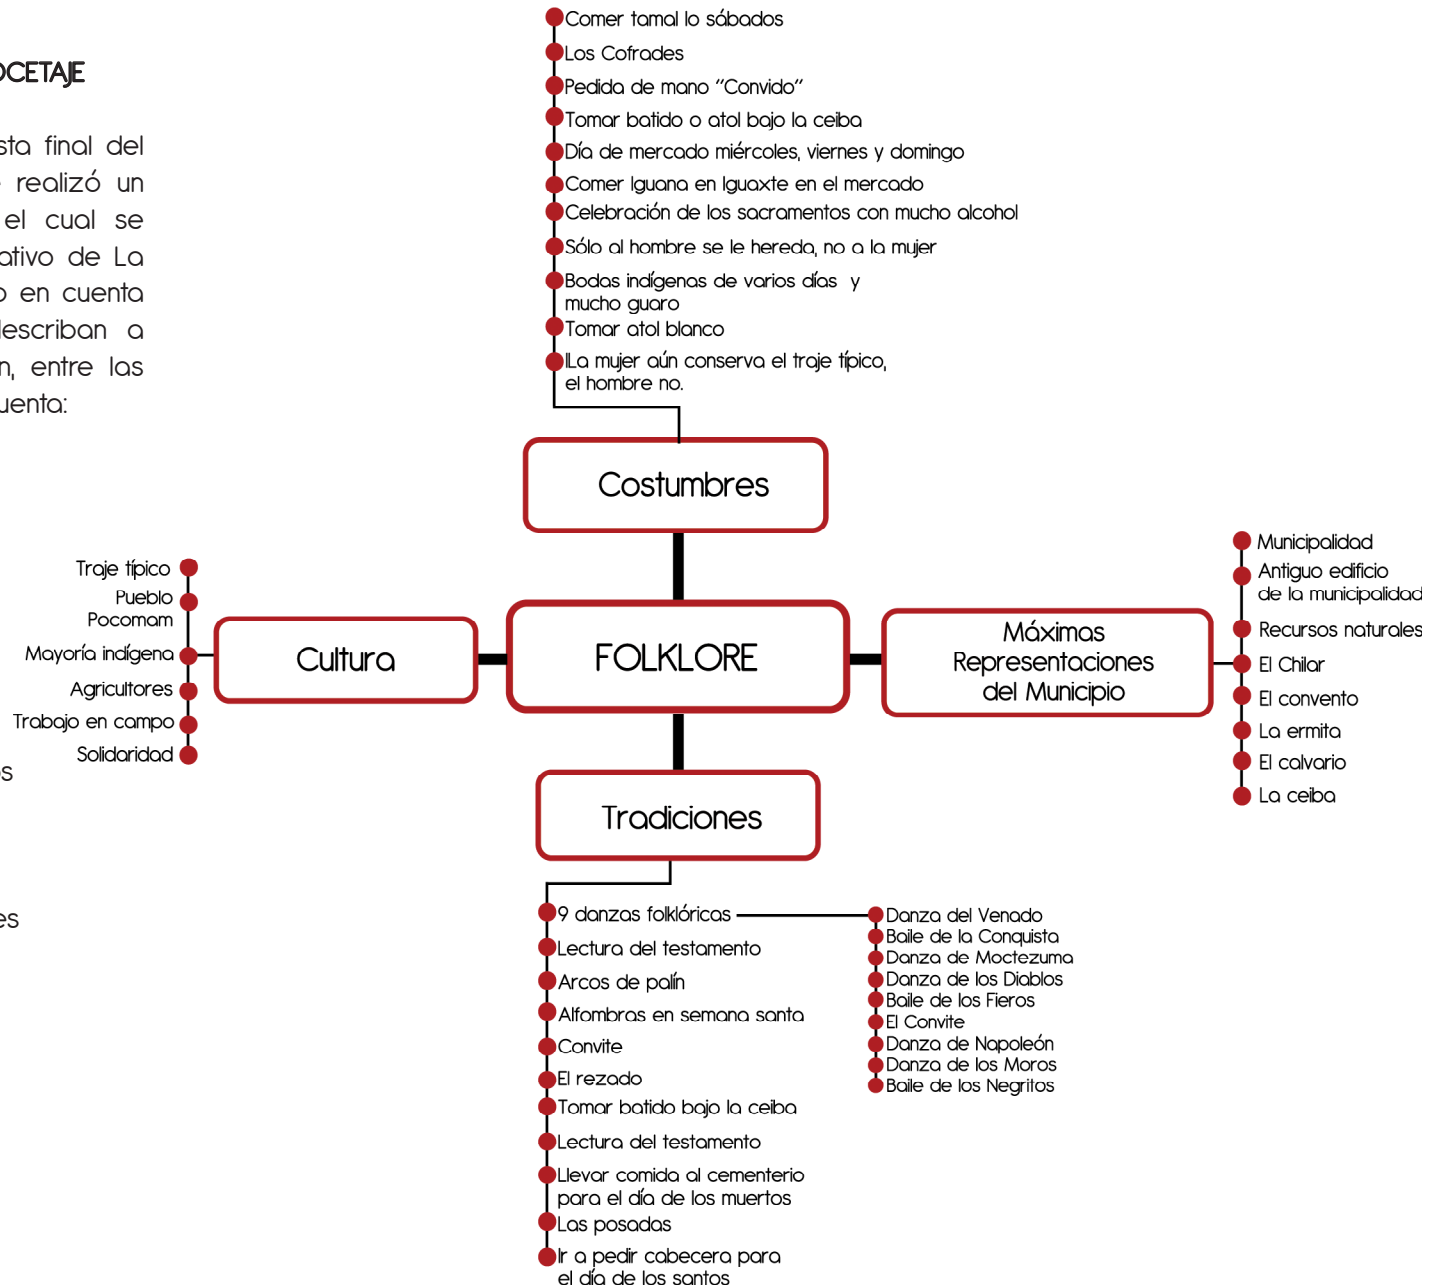 OCETAJE
sta final del
realizó un
el cual se
ativo de La
o en cuenta
describan a
n, entre las
uenta:
os
es
Comer tamal lo sábados
Los Cofrades
Pedida de mano "Convido"
Tomar batido o atol bajo la ceiba
Día de mercado miércoles, viernes y domingo
Comer Iguana en Iguaxte en el mercado
Celebración de los sacramentos con mucho alcohol
Sólo al hombre se le hereda, no a la mujer
Bodas indígenas de varios días y
mucho guaro
Tomar atol blanco
lLa mujer aún conserva el traje típico,
el hombre no.
Costumbres
Traje típico
Pueblo
Pocomam
Mayoría indígena
Agricultores
Trabajo en campo
Solidaridad
Cultura
FOLKLORE
Máximas
Representaciones
del Municipio
Municipalidad
Antiguo edificio
de la municipalidad
Recursos naturales
El Chilar
El convento
La ermita
El calvario
La ceiba
Tradiciones
9 danzas folklóricas
Lectura del testamento
Arcos de palín
Alfombras en semana santa
Convite
El rezado
Tomar batido bajo la ceiba
Lectura del testamento
Llevar comida al cementerio
para el día de los muertos
Las posadas
Ir a pedir cabecera para
el día de los santos
Danza del Venado
Baile de la Conquista
Danza de Moctezuma
Danza de los Diablos
Baile de los Fieros
El Convite
Danza de Napoleón
Danza de los Moros
Baile de los Negritos